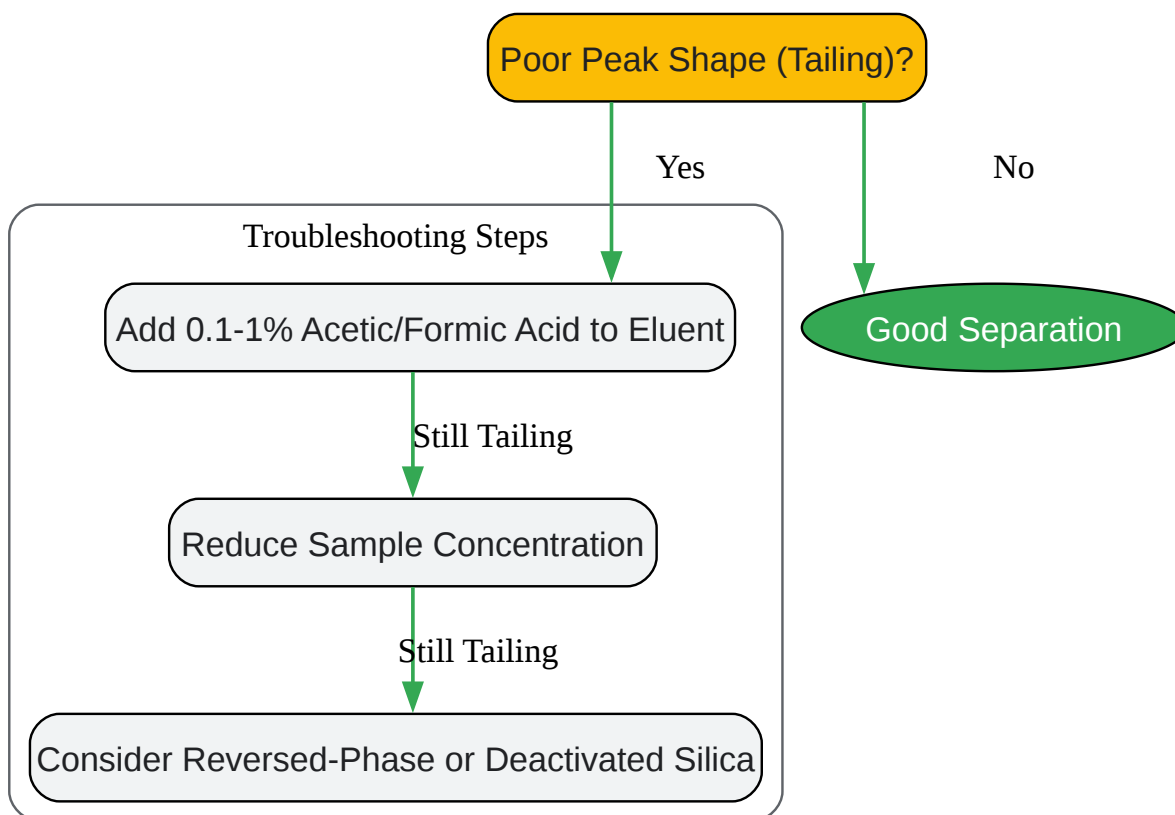 Poor Peak Shape (Tailing)?
Yes
No
Troubleshooting Steps
Add 0.1-1% Acetic/Formic Acid to Eluent
Good Separation
Still Tailing
Reduce Sample Concentration
Still Tailing
Consider Reversed-Phase or Deactivated Silica